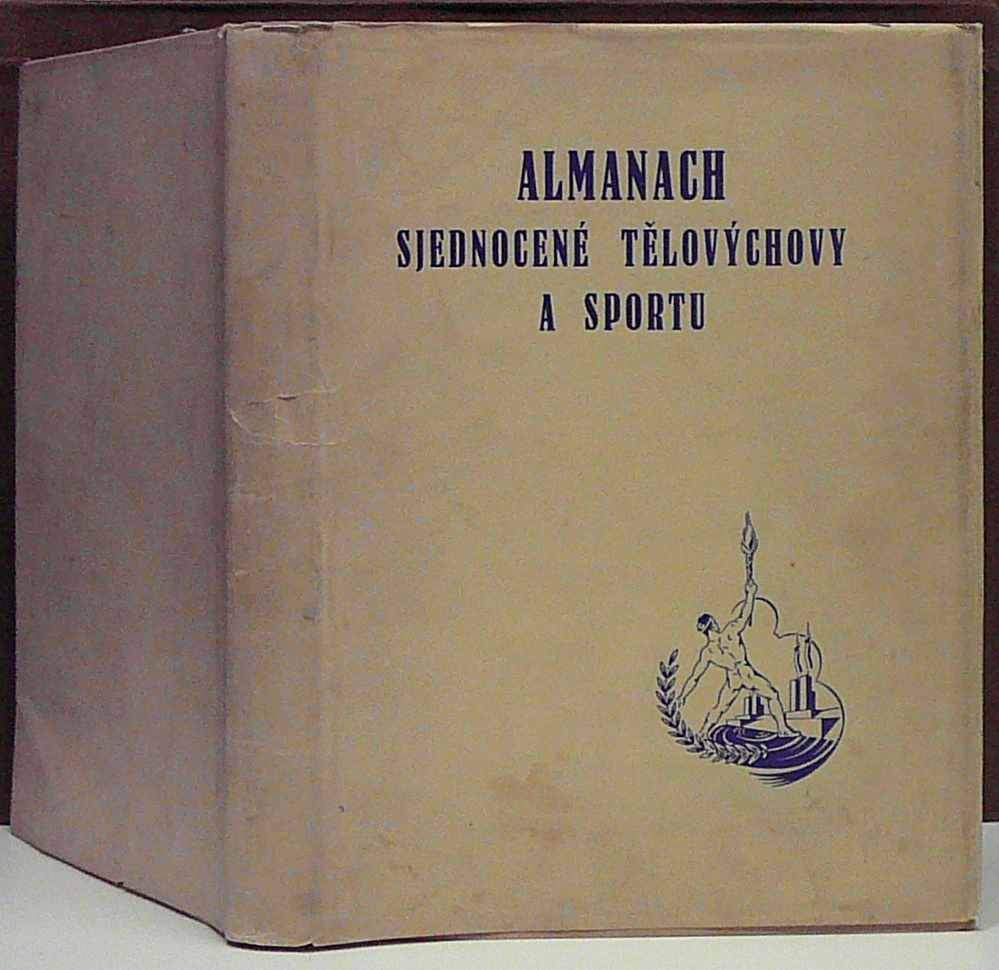 ALMANACH
SJEDNOCENÉ TĚLOVÝCHOVY
A SPORTU